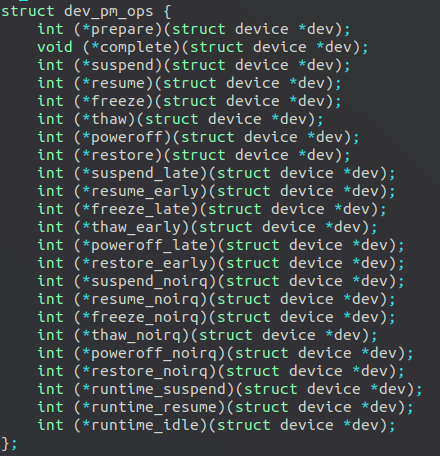 struct dev_pm_ops {
    int (*prepare)(struct device *dev);
    void (*complete)(struct device *dev);
    int (*suspend)(struct device *dev);
    int (*resume)(struct device *dev);
    int (*freeze)(struct device *dev);
    int (*thaw)(struct device *dev);
    int (*poweroff)(struct device *dev);
    int (*restore)(struct device *dev);
    int (*suspend_late)(struct device *dev);
    int (*resume_early)(struct device *dev);
    int (*freeze_late)(struct device *dev);
    int (*thaw_early)(struct device *dev);
    int (*poweroff_late)(struct device *dev);
    int (*restore_early)(struct device *dev);
    int (*suspend_noirq)(struct device *dev);
    int (*resume_noirq)(struct device *dev);
    int (*freeze_noirq)(struct device *dev);
    int (*thaw_noirq)(struct device *dev);
    int (*poweroff_noirq)(struct device *dev);
    int (*restore_noirq)(struct device *dev);
    int (*runtime_suspend)(struct device *dev);
    int (*runtime_resume)(struct device *dev);
    int (*runtime_idle)(struct device *dev);
};